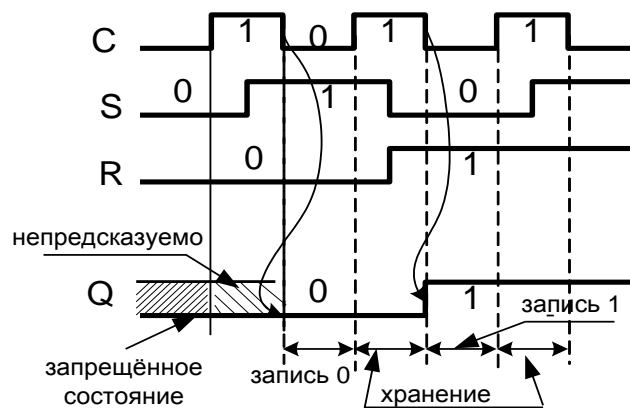 C 1 0 1 1
S 0 1 0
R 0 1
непредсказуемо
Q 0 1
запись 1
запрещённое
состояние
запись 0
хранение